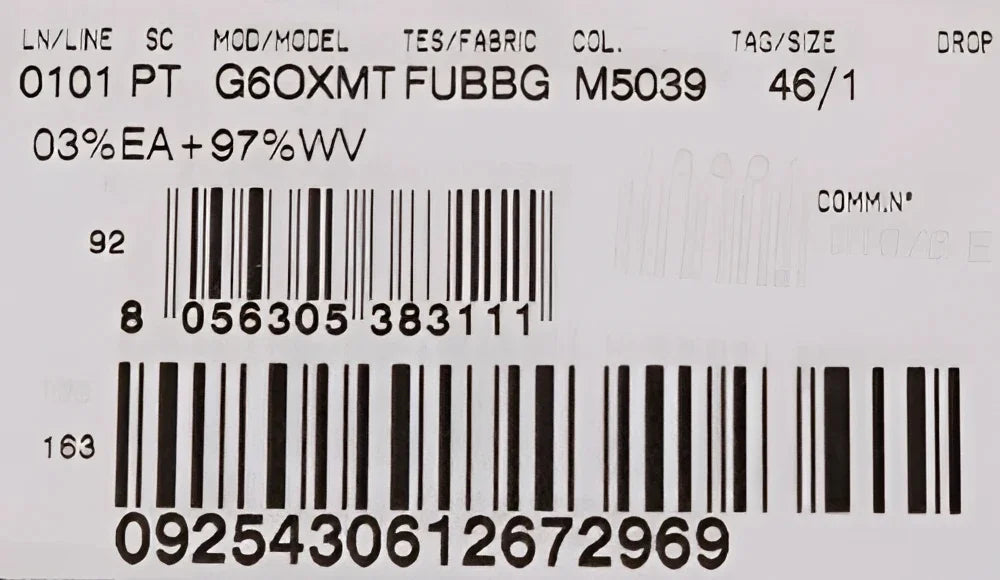 LN/LINE SC MOD/MODEL TES/FABRIC COL. TAG/SIZE DROP
0101 PT G6OXMT FUBBG M5039 46/1
03%EA+97%WV
COMM.N°
92
8 056305 383111
163
0925430612672969